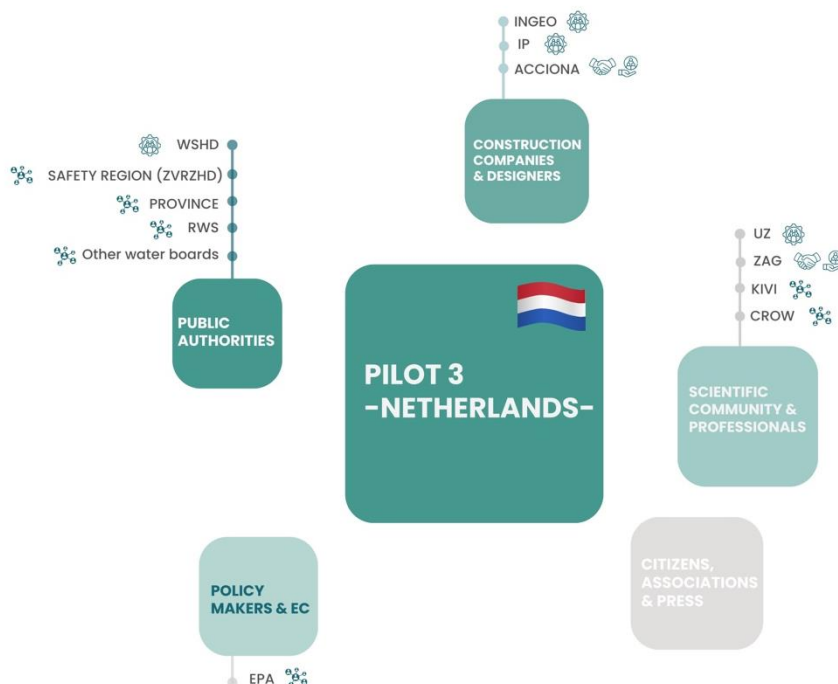 INGEO
IP
ACCIONA
CONSTRUCTION
COMPANIES
& DESIGNERS
WSHD
SAFETY REGION (ZVRZHD)
PROVINCE
RWS
Other water boards
PUBLIC
AUTHORITIES
PILOT 3
-NETHERLANDS-
UZ
ZAG
KIVI
CROW
SCIENTIFIC
COMMUNITY &
PROFESSIONALS
CITIZENS,
ASSOCIATIONS
& PRESS
POLICY
MAKERS & EC
EPA